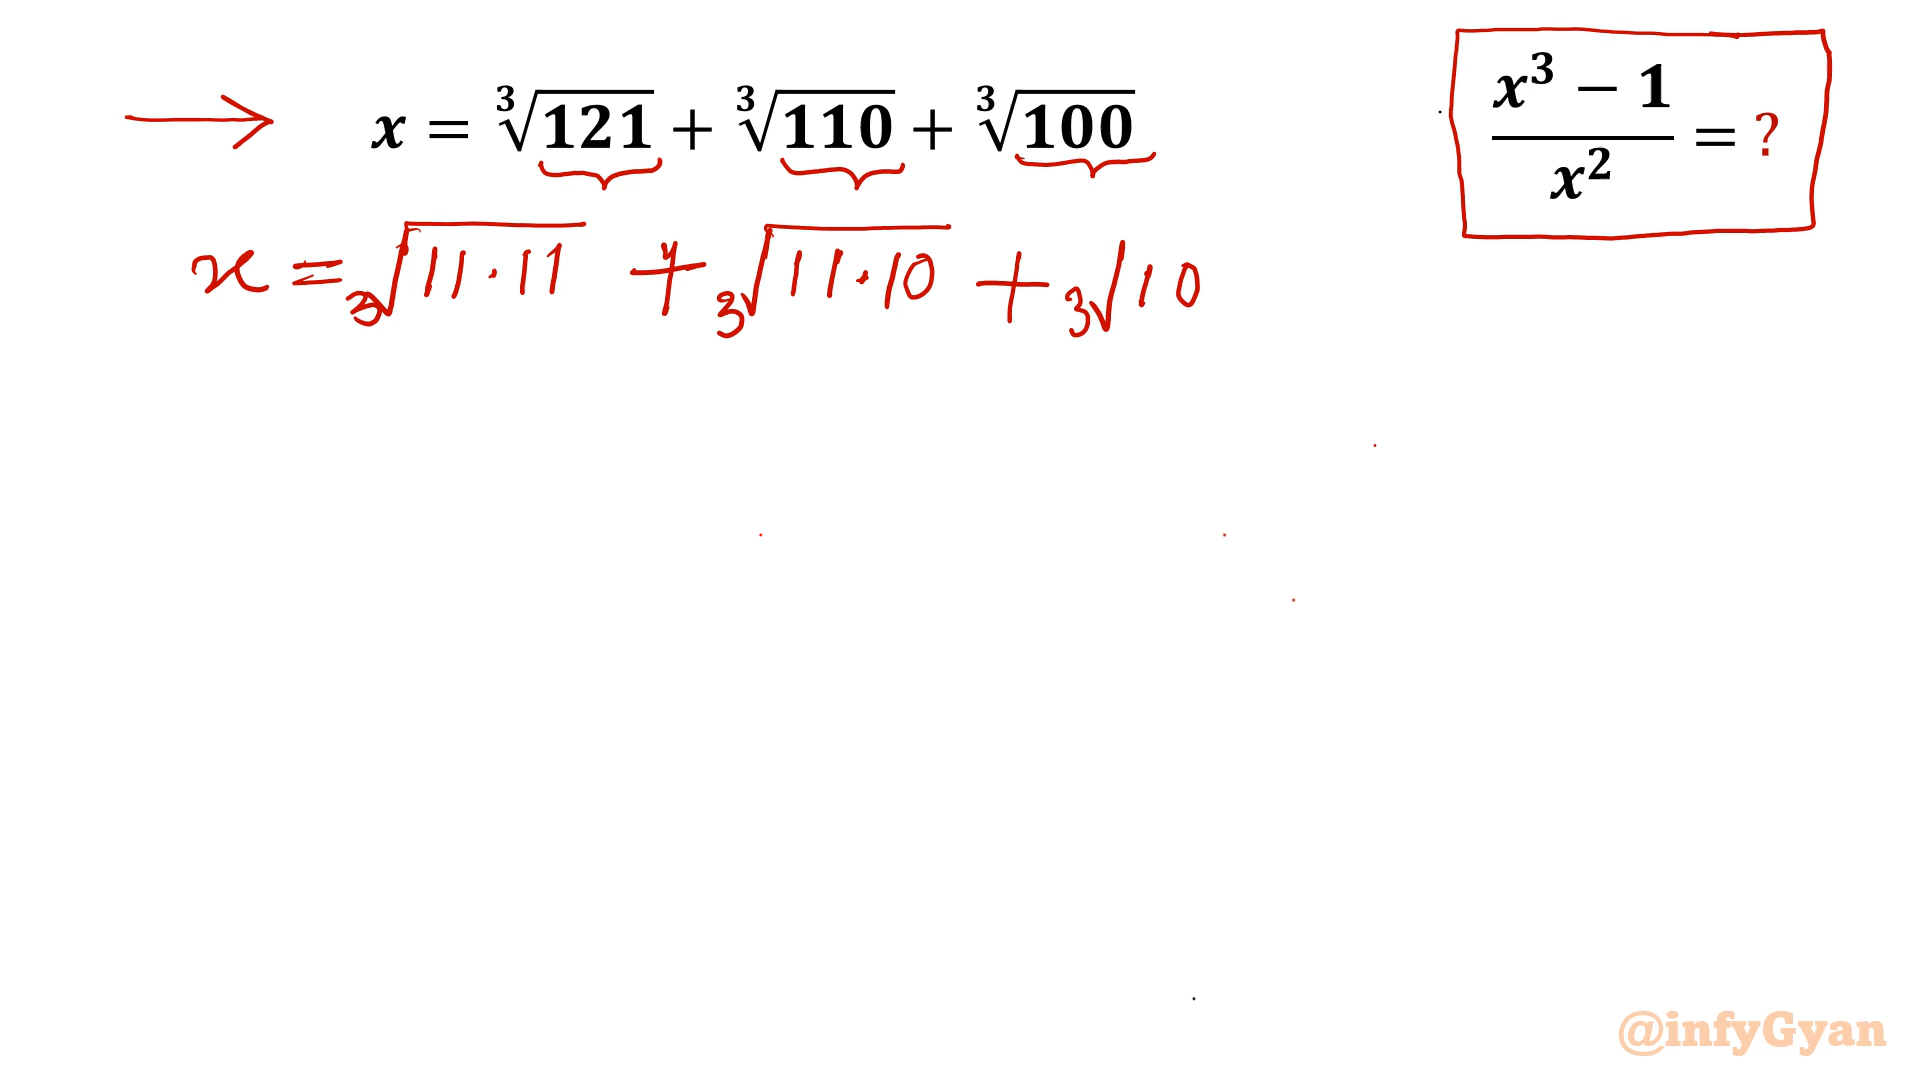 x = ∛121 + ∛110 + ∛100
(x³ − 1)/x² = ?
x = ∛11·11 + ∛11·10 + ∛10
@infyGyan